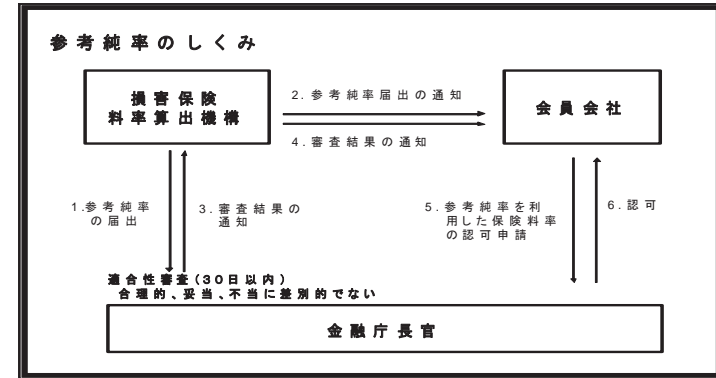 参考純率のしくみ
損害保険
料率算出機構
2.参考純率届出の通知
会員会社
4.審査結果の通知
1.参考純率
の届出
3.審査結果の
通知
5.参考純率を利
用した保険料率
の認可申請
6.認可
適合性審査(30日以内)
合理的、妥当、不当に差別的でない
金融庁長官